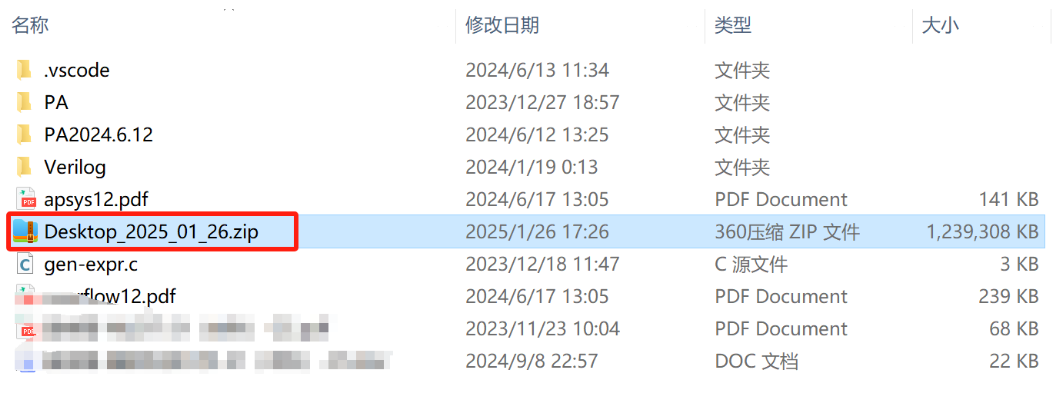 名称 修改日期 类型 大小
.vscode 2024/6/13 11:34 文件夹
PA 2023/12/27 18:57 文件夹
PA2024.6.12 2024/6/12 13:25 文件夹
Verilog 2024/1/19 0:13 文件夹
apsys12.pdf 2024/6/17 13:05 PDF Document 141 KB
Desktop_2025_01_26.zip 2025/1/26 17:26 360压缩 ZIP 文件 1,239,308 KB
gen-expr.c 2023/12/18 11:47 C 源文件 3 KB
rflow12.pdf 2024/6/17 13:05 PDF Document 239 KB
2023/11/23 10:04 PDF Document 68 KB
2024/9/8 22:57 DOC 文档 22 KB